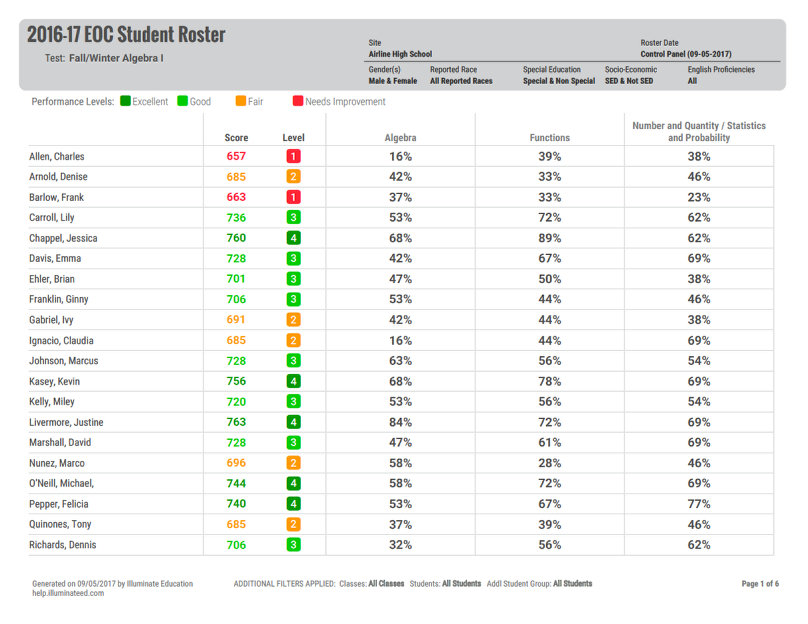 2016-17 EOC Student Roster
Test: Fall/Winter Algebra I
Site
Airline High School
Roster Date
Control Panel (09-05-2017)
Gender(s) Reported Race Special Education Socio-Economic English Proficiencies
Male & Female All Reported Races Special & Non Special SED & Not SED All
Performance Levels: Excellent Good Fair Needs Improvement
Score Level Algebra Functions Number and Quantity / Statistics
and Probability
Allen, Charles 657 1 16% 39% 38%
Arnold, Denise 685 2 42% 33% 46%
Barlow, Frank 663 1 37% 33% 23%
Carroll, Lily 736 3 53% 72% 62%
Chappel, Jessica 760 4 68% 89% 62%
Davis, Emma 728 3 42% 67% 69%
Ehler, Brian 701 3 47% 50% 38%
Franklin, Ginny 706 3 53% 44% 46%
Gabriel, Ivy 691 2 42% 44% 38%
Ignacio, Claudia 685 2 16% 44% 69%
Johnson, Marcus 728 3 63% 56% 54%
Kasey, Kevin 756 4 68% 78% 69%
Kelly, Miley 720 3 53% 56% 54%
Livermore, Justine 763 4 84% 72% 69%
Marshall, David 728 3 47% 61% 69%
Nunez, Marco 696 2 58% 28% 46%
O'Neill, Michael, 744 4 58% 72% 69%
Pepper, Felicia 740 4 53% 67% 77%
Quinones, Tony 685 2 37% 39% 46%
Richards, Dennis 706 3 32% 56% 62%
Generated on 09/05/2017 by Illuminate Education ADDITIONAL FILTERS APPLIED: Classes: All Classes Students: All Students Addl Student Group: All Students Page 1 of 6
help.illuminateed.com